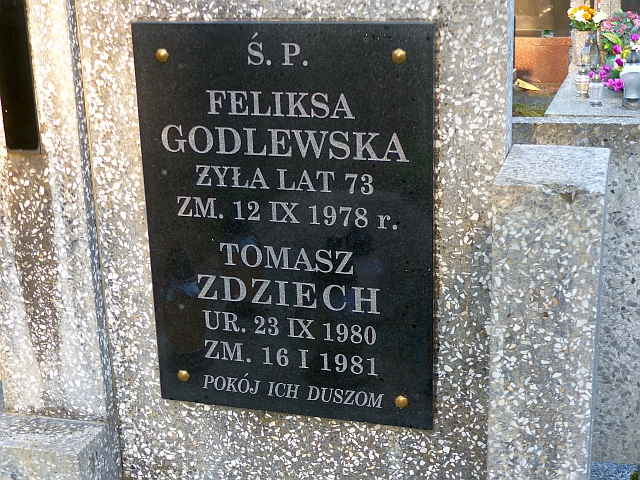 Ś. P.
FELIKSA
GODLEWSKA
ŻYŁA LAT 73
ZM. 12 IX 1978 r.
TOMASZ
ZDZIECH
UR. 23 IX 1980
ZM. 16 I 1981
POKÓJ ICH DUSZOM